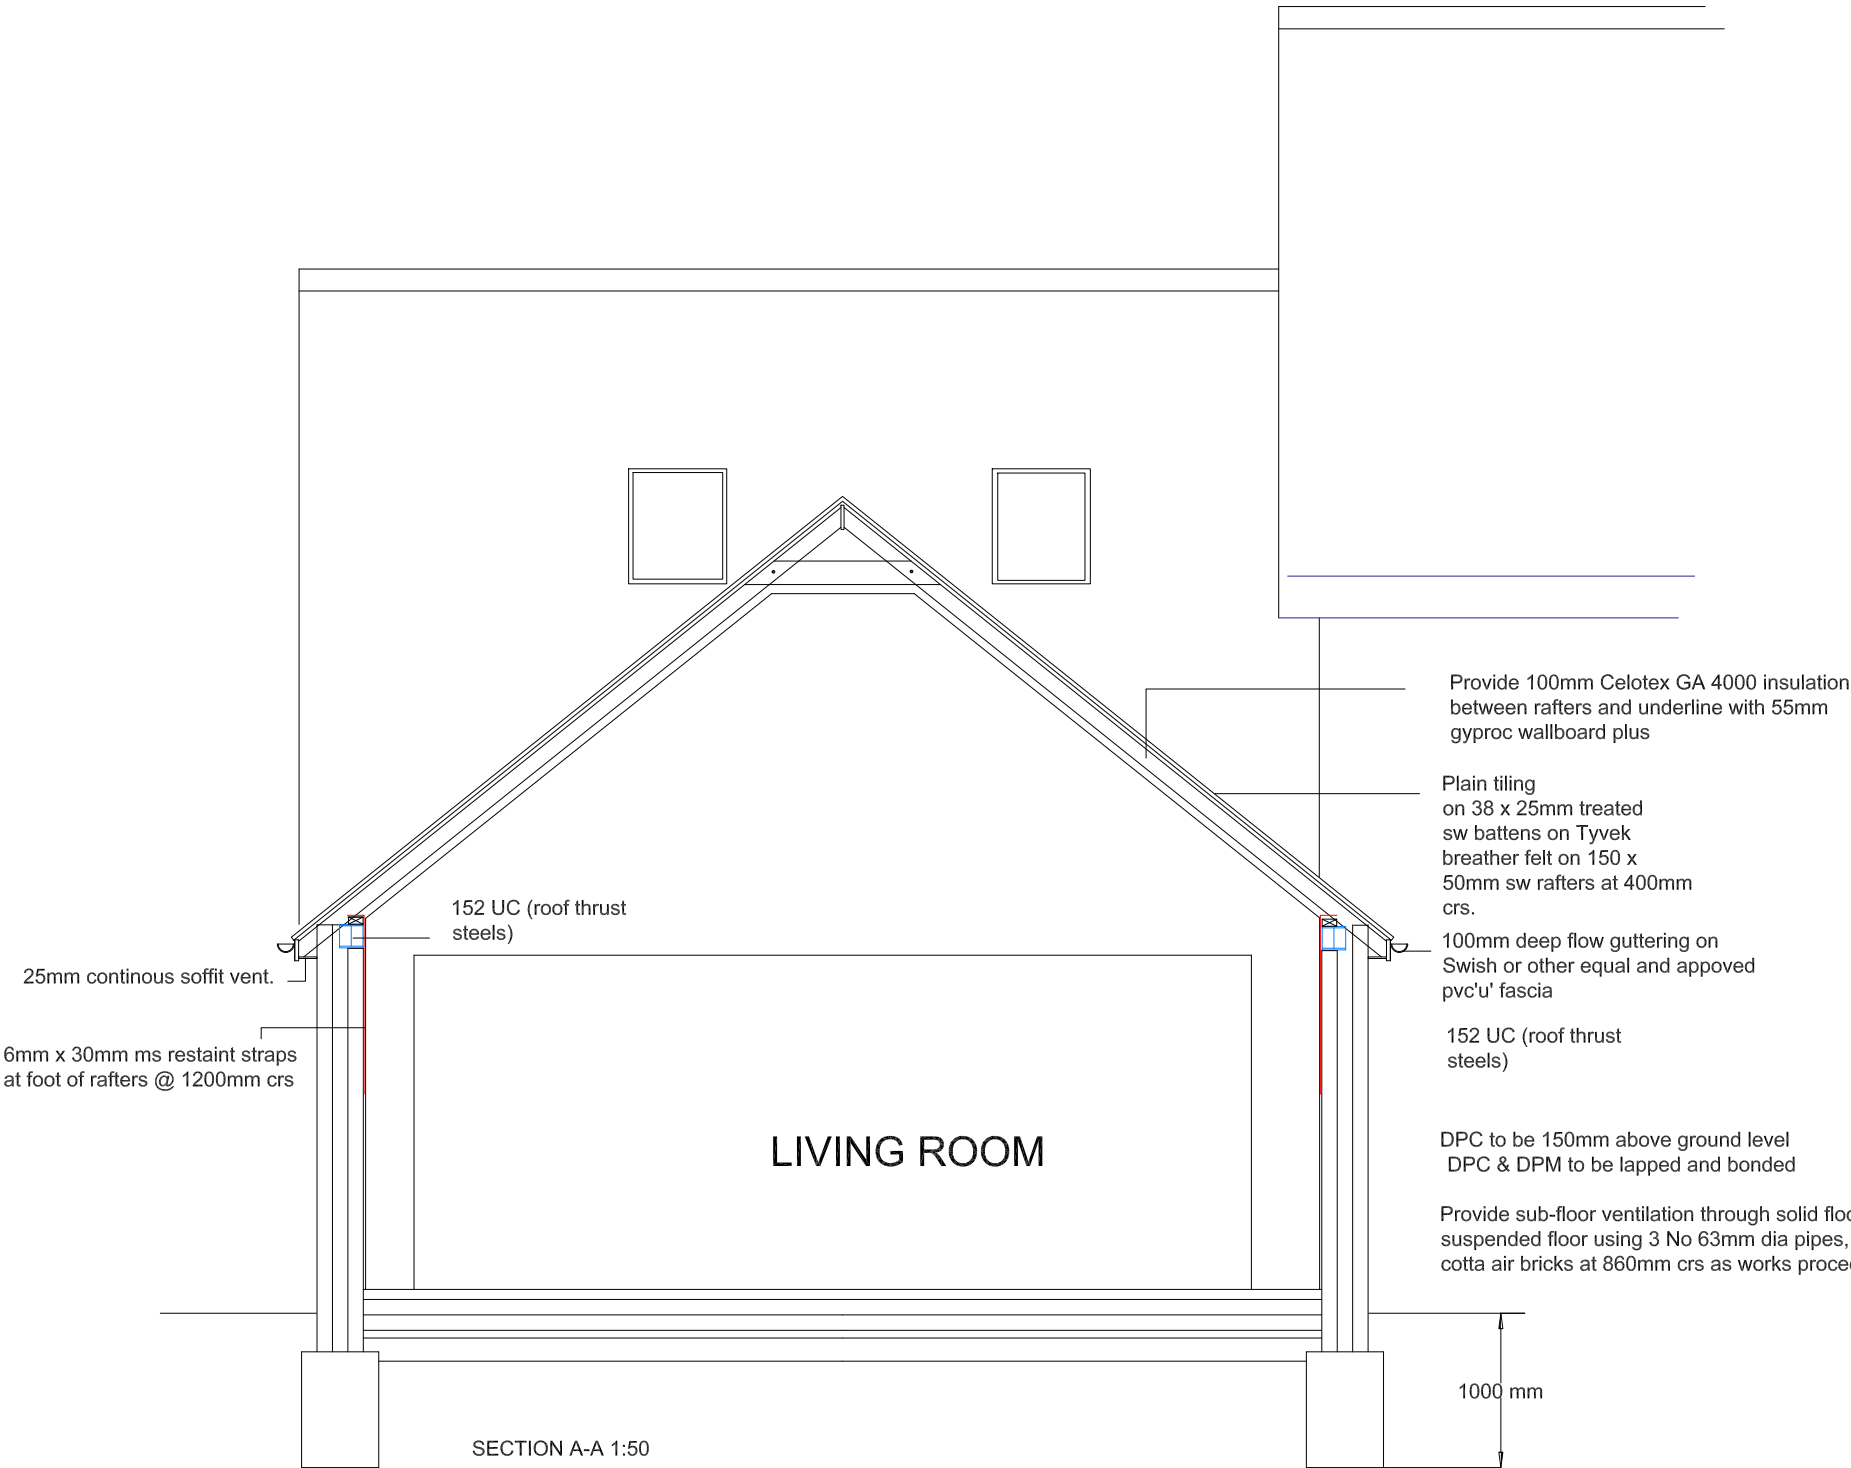 Provide 100mm Celotex GA 4000 insulation
between rafters and underline with 55mm
gyproc wallboard plus
Plain tiling
on 38 x 25mm treated
sw battens on Tyvek
breather felt on 150 x
50mm sw rafters at 400mm
crs.
152 UC (roof thrust
steels)
100mm deep flow guttering on
Swish or other equal and appoved
pvc'u' fascia
25mm continous soffit vent.
152 UC (roof thrust
steels)
6mm x 30mm ms restaint straps
at foot of rafters @ 1200mm crs
LIVING ROOM
DPC to be 150mm above ground level
DPC & DPM to be lapped and bonded
Provide sub-floor ventilation through solid
suspended floor using 3 No 63mm dia pipes,
cotta air bricks at 860mm crs as works
1000 mm
SECTION A-A 1:50